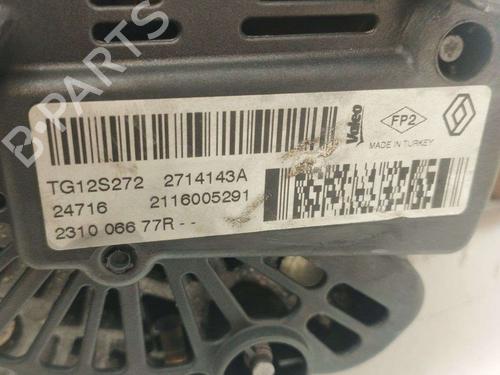 B-PARTS
Valeo
FP2
MADE IN TURKEY
TG12S272 2714143A
24716 2116005291
2310 066 77R--